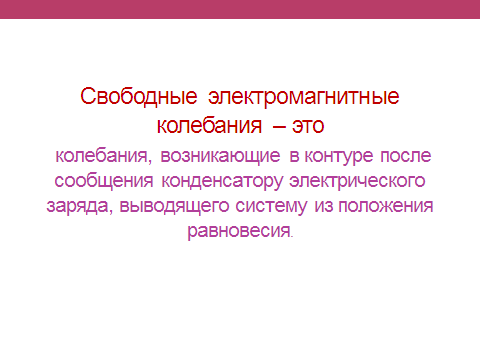 Свободные электромагнитные
колебания – это
колебания, возникающие в контуре после
сообщения конденсатору электрического
заряда, выводящего систему из положения
равновесия.